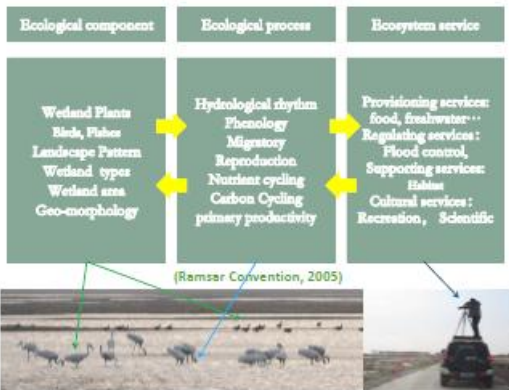 Ecological component
Ecological process
Ecosystem service
Wetland Plants
Birds, Fishes
Landscape Pattern
Wetland types
Wetland area
Geo-morphology
Hydrological rhythm
Phenology
Migratory
Reproduction
Nutrient cycling
Carbon Cycling
primary productivity
Provisioning services:
food, freshwater…
Regulating services:
Flood control,
Supporting services:
Habitat
Cultural services:
Recreation, Scientific
(Ramsar Convention, 2005)